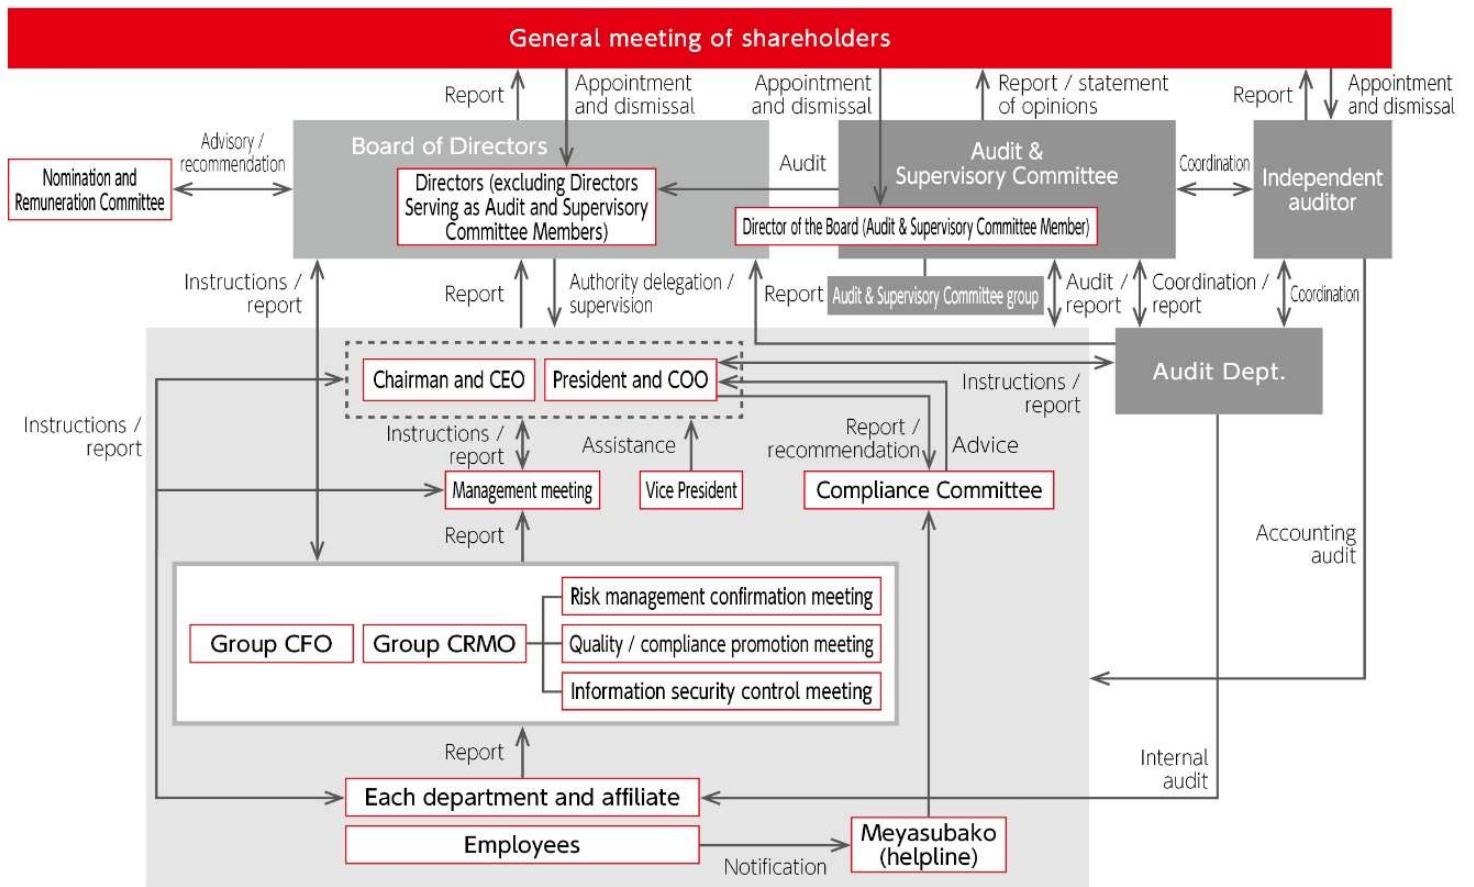 General meeting of shareholders
Report
Appointment
and dismissal
Appointment
and dismissal
Report / statement
of opinions
Report
Appointment
and dismissal
Advisory /
recommendation
Nomination and
Remuneration Committee
Board of Directors
Directors (excluding Directors
Serving as Audit and Supervisory
Committee Members)
Audit
Audit &
Supervisory Committee
Director of the Board (Audit & Supervisory Committee Member)
Coordination
Independent
auditor
Instructions /
report
Report
Authority delegation /
supervision
Report
Audit & Supervisory Committee group
Audit /
report
Coordination /
report
Coordination
Chairman and CEO
President and COO
Audit Dept.
Instructions /
report
Instructions /
report
Instructions /
report
Assistance
Report /
recommendation
Advice
Management meeting
Vice President
Compliance Committee
Report
Accounting
audit
Risk management confirmation meeting
Group CFO
Group CRMO
Quality / compliance promotion meeting
Information security control meeting
Report
Internal
audit
Each department and affiliate
Employees
Notification
Meyasubako
(helpline)